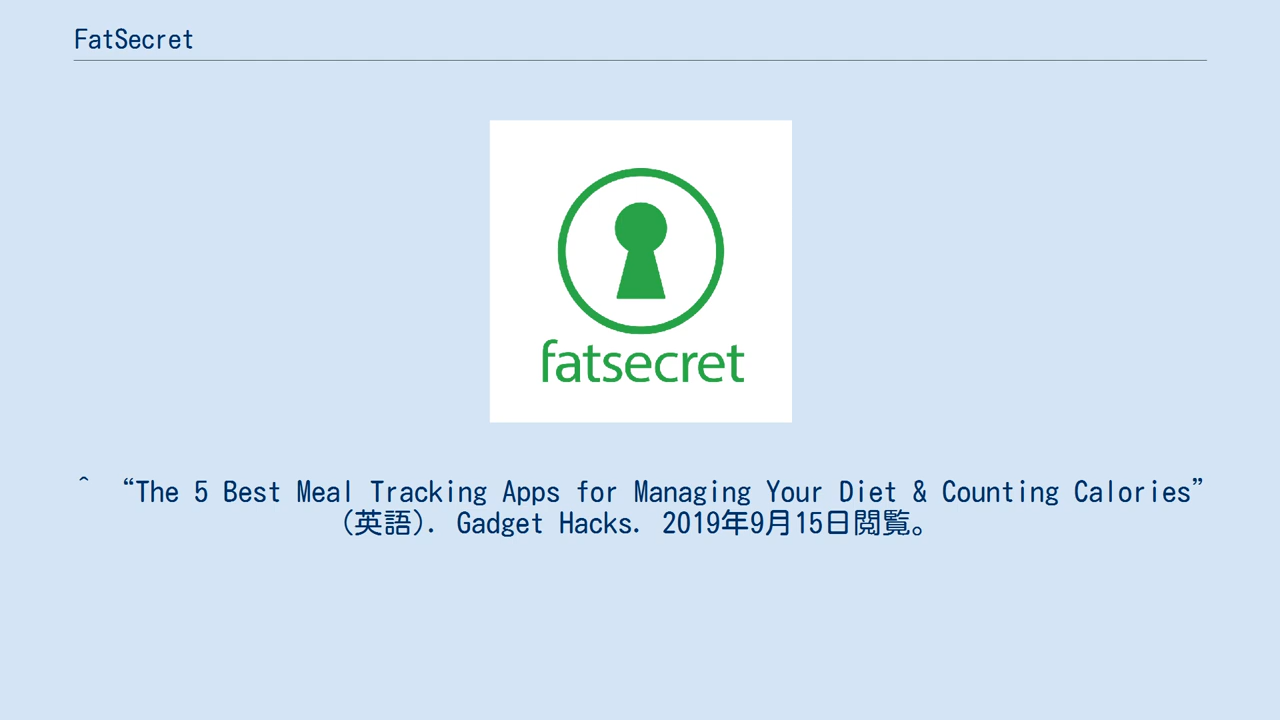 FatSecret
fatsecret
^ “The 5 Best Meal Tracking Apps for Managing Your Diet & Counting Calories”
(英語). Gadget Hacks. 2019年9月15日閲覧。